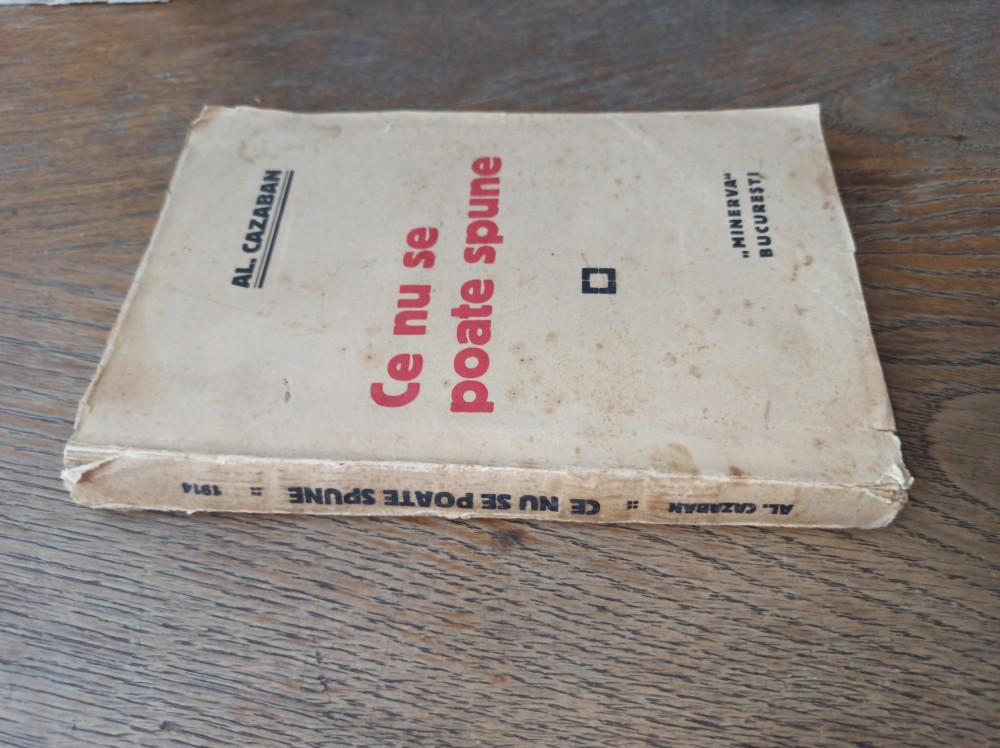 AL. CAZABAN
Ce nu se
poate spune
„MINERVA“
BUCUREȘTI
AL. CAZABAN :: CE NU SE POATE SPUNE :: 1914